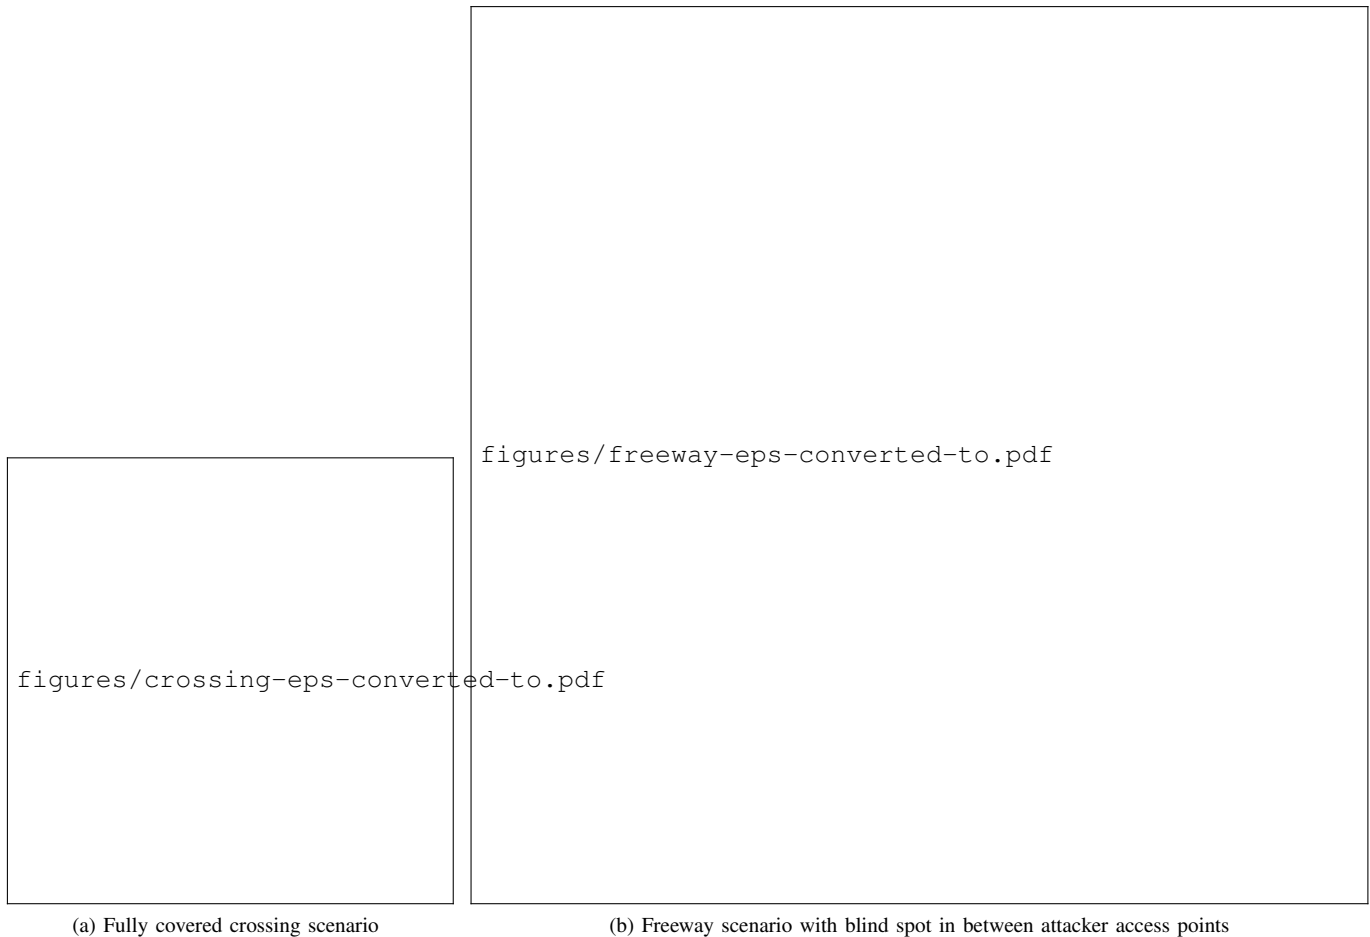 figures/freeway-eps-converted-to.pdf
figures/crossing-eps-converted-to.pdf
(a) Fully covered crossing scenario
(b) Freeway scenario with blind spot in between attacker access points